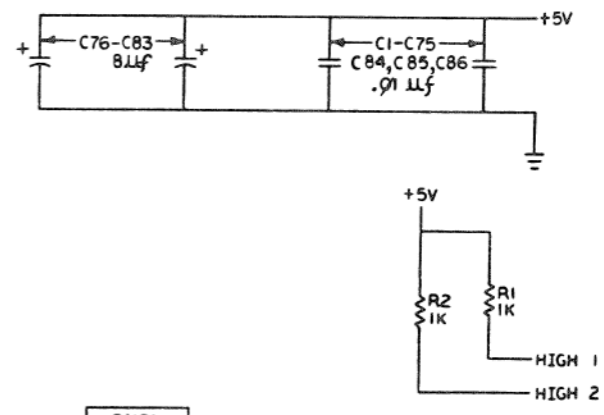 +5V
+ C76-C83 +
8µf
C1-C75
C84, C85, C86
.01 µf
+5V
R2
1K
R1
1K
HIGH 1
HIGH 2